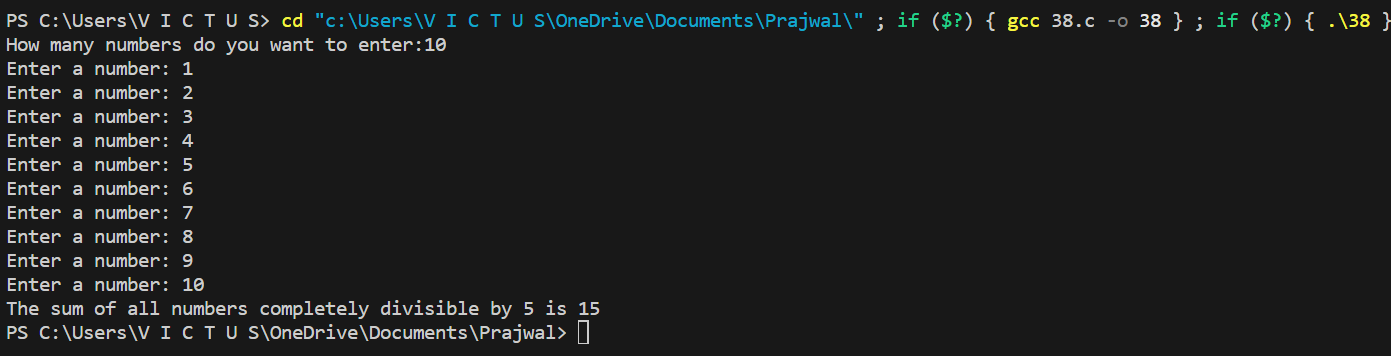 PS C:\Users\V I C T U S> cd "c:\Users\V I C T U S\OneDrive\Documents\Prajwal\" ; if ($?) { gcc 38.c -o 38 } ; if ($?) { .\38 }
How many numbers do you want to enter:10
Enter a number: 1
Enter a number: 2
Enter a number: 3
Enter a number: 4
Enter a number: 5
Enter a number: 6
Enter a number: 7
Enter a number: 8
Enter a number: 9
Enter a number: 10
The sum of all numbers completely divisible by 5 is 15
PS C:\Users\V I C T U S\OneDrive\Documents\Prajwal>